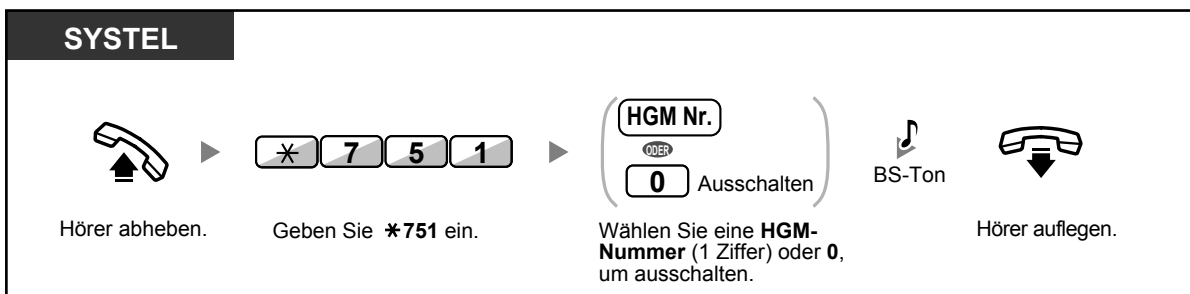 SYSTEL
* 7 5 1
HGM Nr.
ODER
0 Ausschalten
BS-Ton
Hörer abheben.
Geben Sie *751 ein.
Wählen Sie eine HGM-
Nummer (1 Ziffer) oder 0,
um ausschalten.
Hörer auflegen.